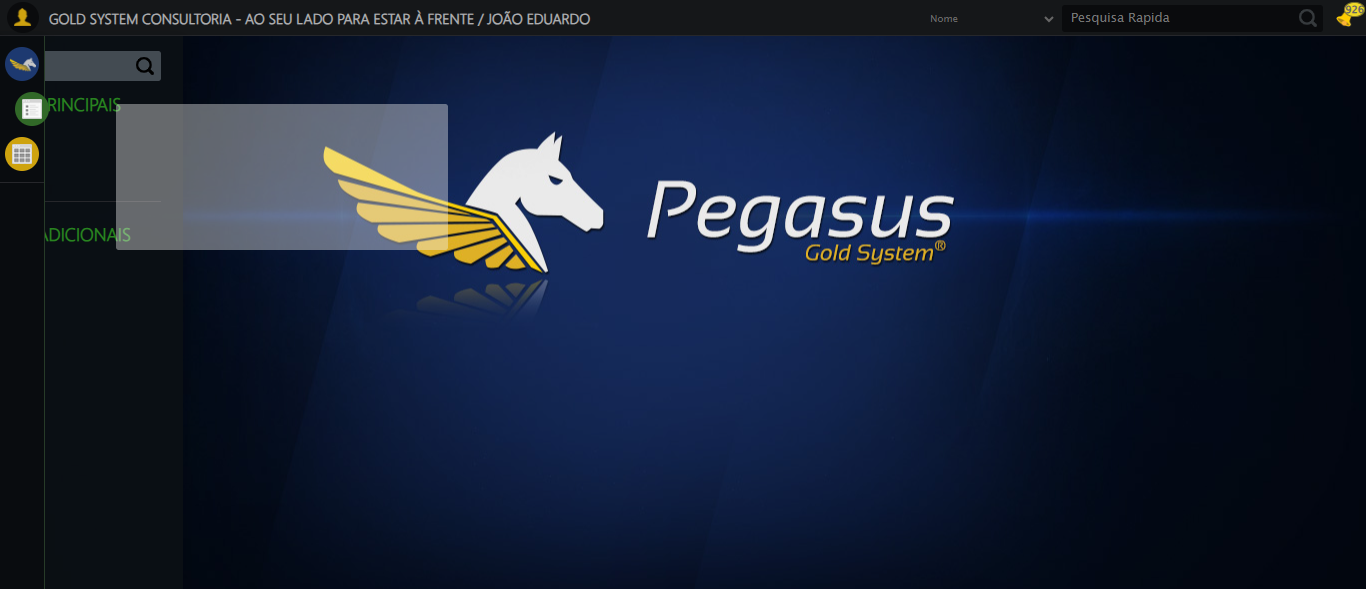 GOLD SYSTEM CONSULTORIA - AO SEU LADO PARA ESTAR À FRENTE / JOÃO EDUARDO
Nome
Pesquisa Rapida
926
RINCIPAIS
ADICIONAIS
Pegasus
Gold System®